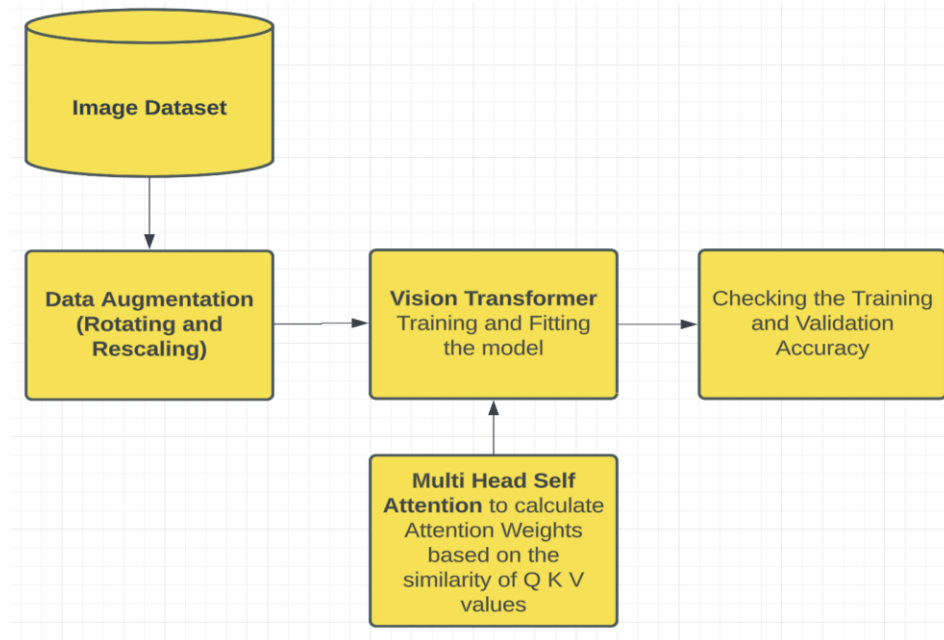 Image Dataset
Data Augmentation
(Rotating and
Rescaling)
Vision Transformer
Training and Fitting
the model
Checking the Training
and Validation
Accuracy
Multi Head Self
Attention to calculate
Attention Weights
based on the
similarity of Q K V
values